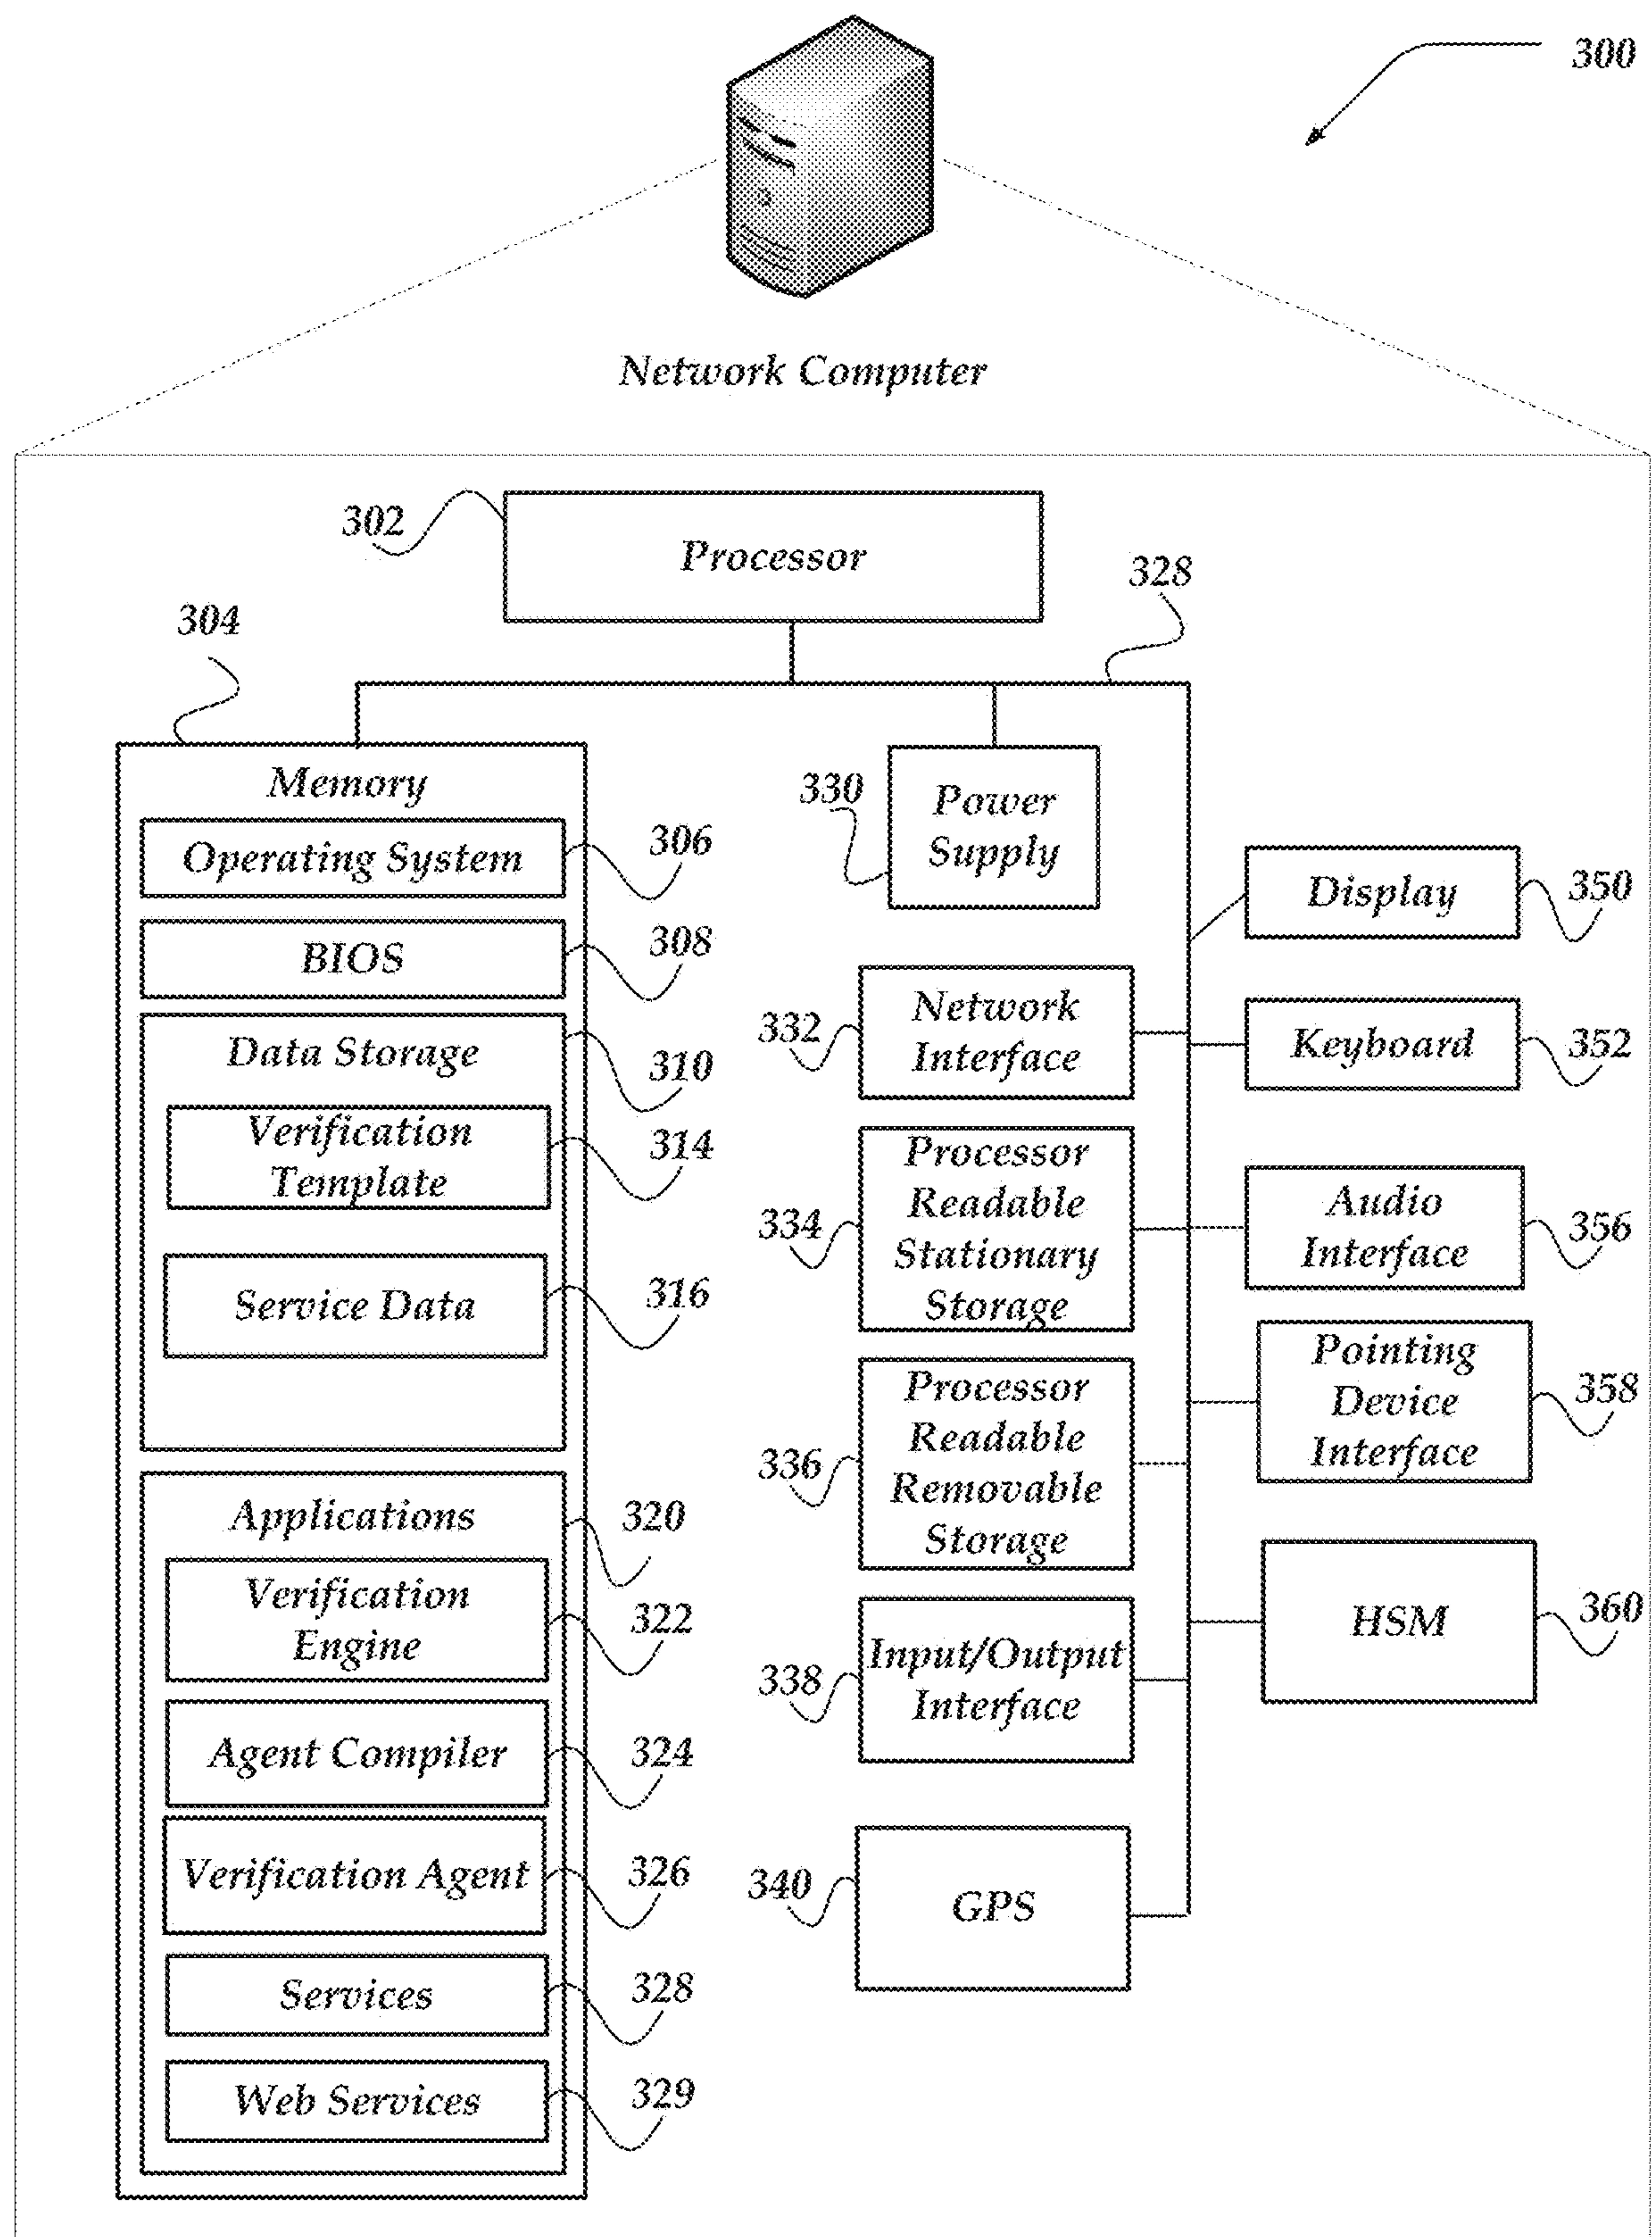 300
Network Computer
302
Processor
328
304
Memory
Operating System
306
BIOS
308
Data Storage
310
Verification
Template
314
Service Data
316
Applications
320
Verification
Engine
322
Agent Compiler
324
Verification Agent
326
Services
328
Web Services
329
330
Power
Supply
332
Network
Interface
334
Processor
Readable
Stationary
Storage
336
Processor
Readable
Removable
Storage
338
Input/Output
Interface
340
GPS
Display
350
Keyboard
352
Audio
Interface
356
Pointing
Device
Interface
358
HSM
360